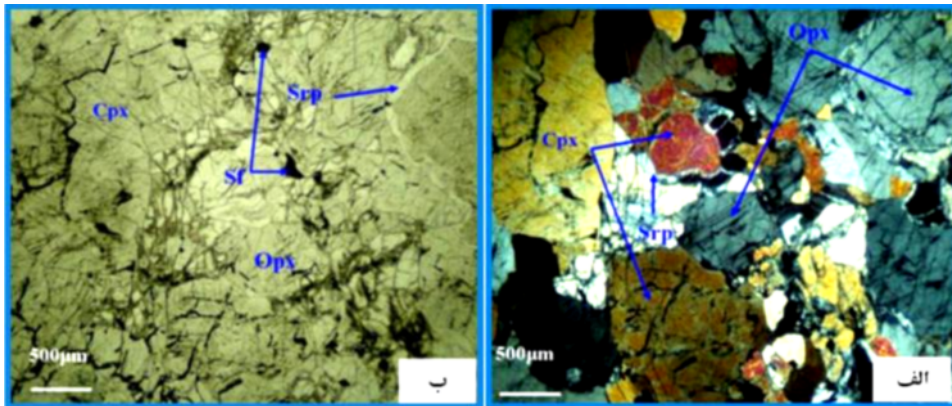 Opx
Cpx
Srp
500µm
الف
Srp
Cpx
Sf
Opx
500µm
ب